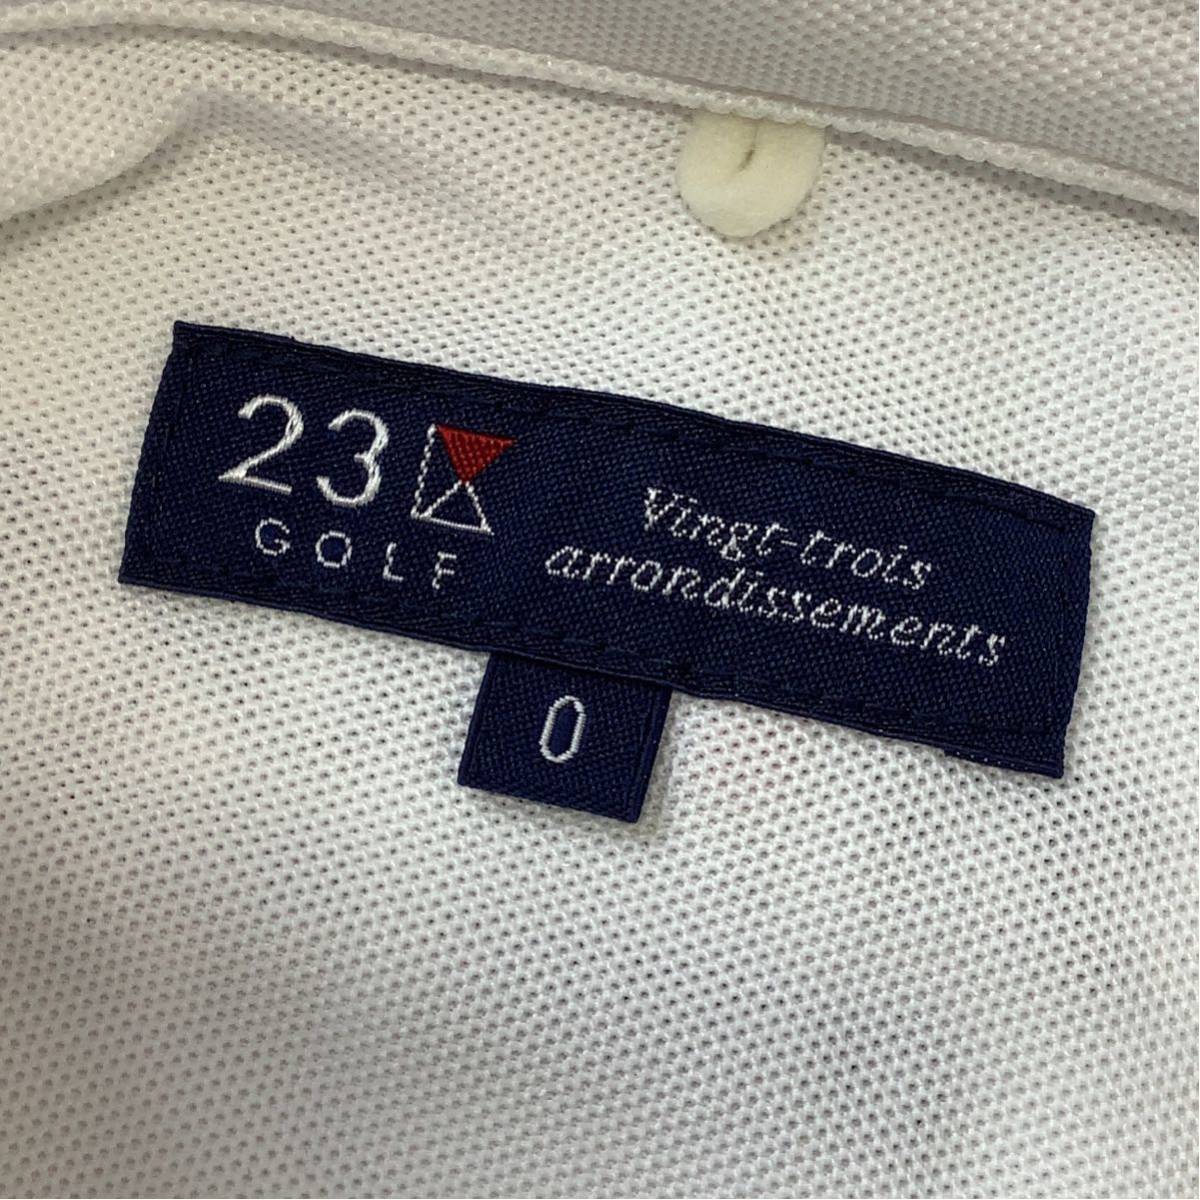 23
GOLF
Vingt-trois
arrondissements
0